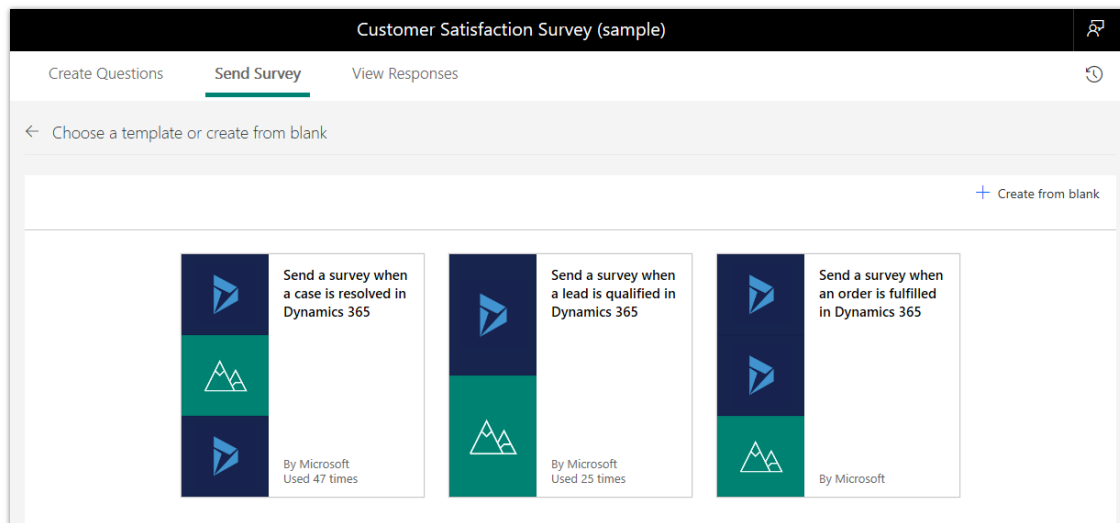 Customer Satisfaction Survey (sample)
Create Questions
Send Survey
View Responses
Choose a template or create from blank
Create from blank
Send a survey when
a case is resolved in
Dynamics 365
By Microsoft
Used 47 times
Send a survey when
a lead is qualified in
Dynamics 365
By Microsoft
Used 25 times
Send a survey when
an order is fulfilled
in Dynamics 365
By Microsoft